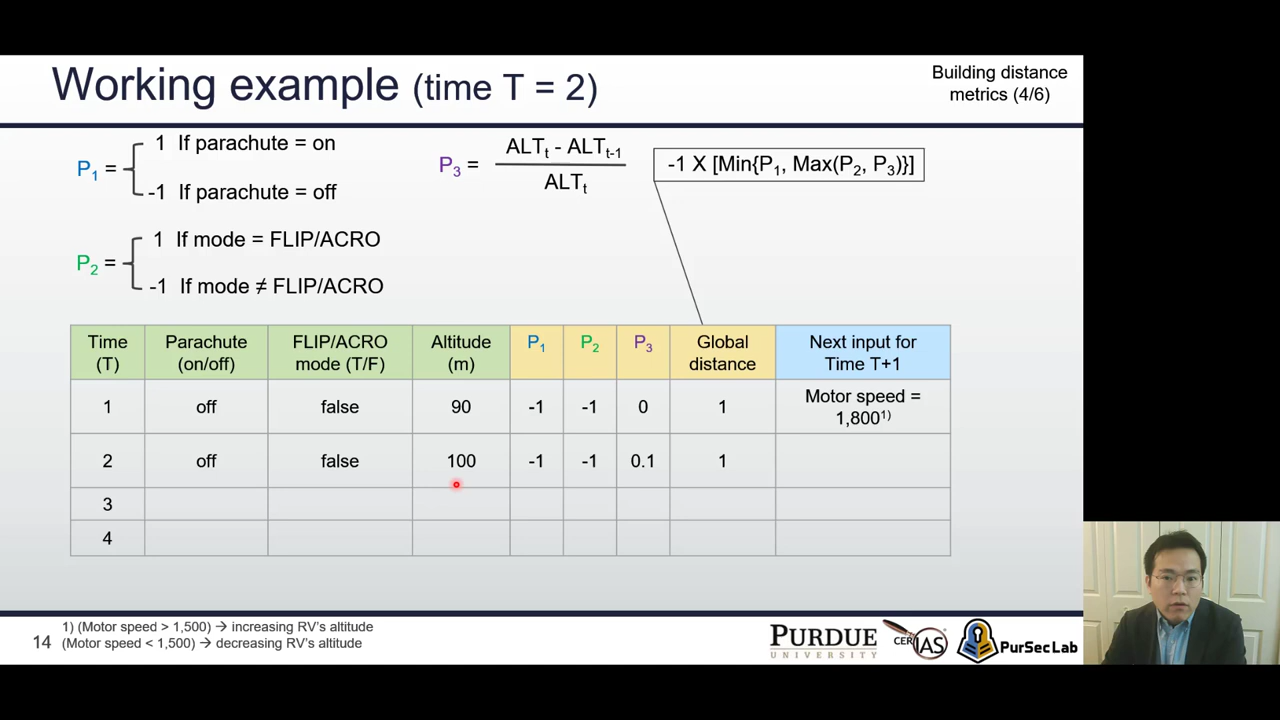 Working example (time T = 2)
Building distance
metrics (4/6)
P1 =
1 If parachute = on
-1 If parachute = off
P3 =
ALTt - ALTt-1
ALTt
-1 X [Min{P1, Max(P2, P3)}]
P2 =
1 If mode = FLIP/ACRO
-1 If mode ≠ FLIP/ACRO
Time
(T)
Parachute
(on/off)
FLIP/ACRO
mode (T/F)
Altitude
(m)
P1
P2
P3
Global
distance
Next input for
Time T+1
1 off false 90 -1 -1 0 1 Motor speed =
1,8001)
2 off false 100 -1 -1 0.1 1
3
4
1) (Motor speed > 1,500) → increasing RV's altitude
(Motor speed < 1,500) → decreasing RV's altitude
14
PURDUE
UNIVERSITY
CERIAS
PurSecLab